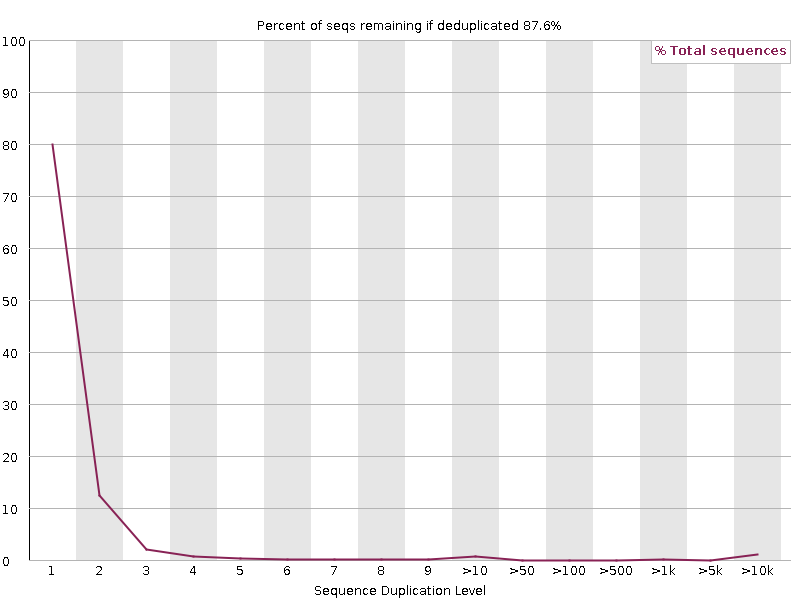 Percent of seqs remaining if deduplicated 87.6%
% Total sequences
100
90
80
70
60
50
40
30
20
10
0
1 2 3 4 5 6 7 8 9 >10 >50 >100 >500 >1k >5k >10k
Sequence Duplication Level